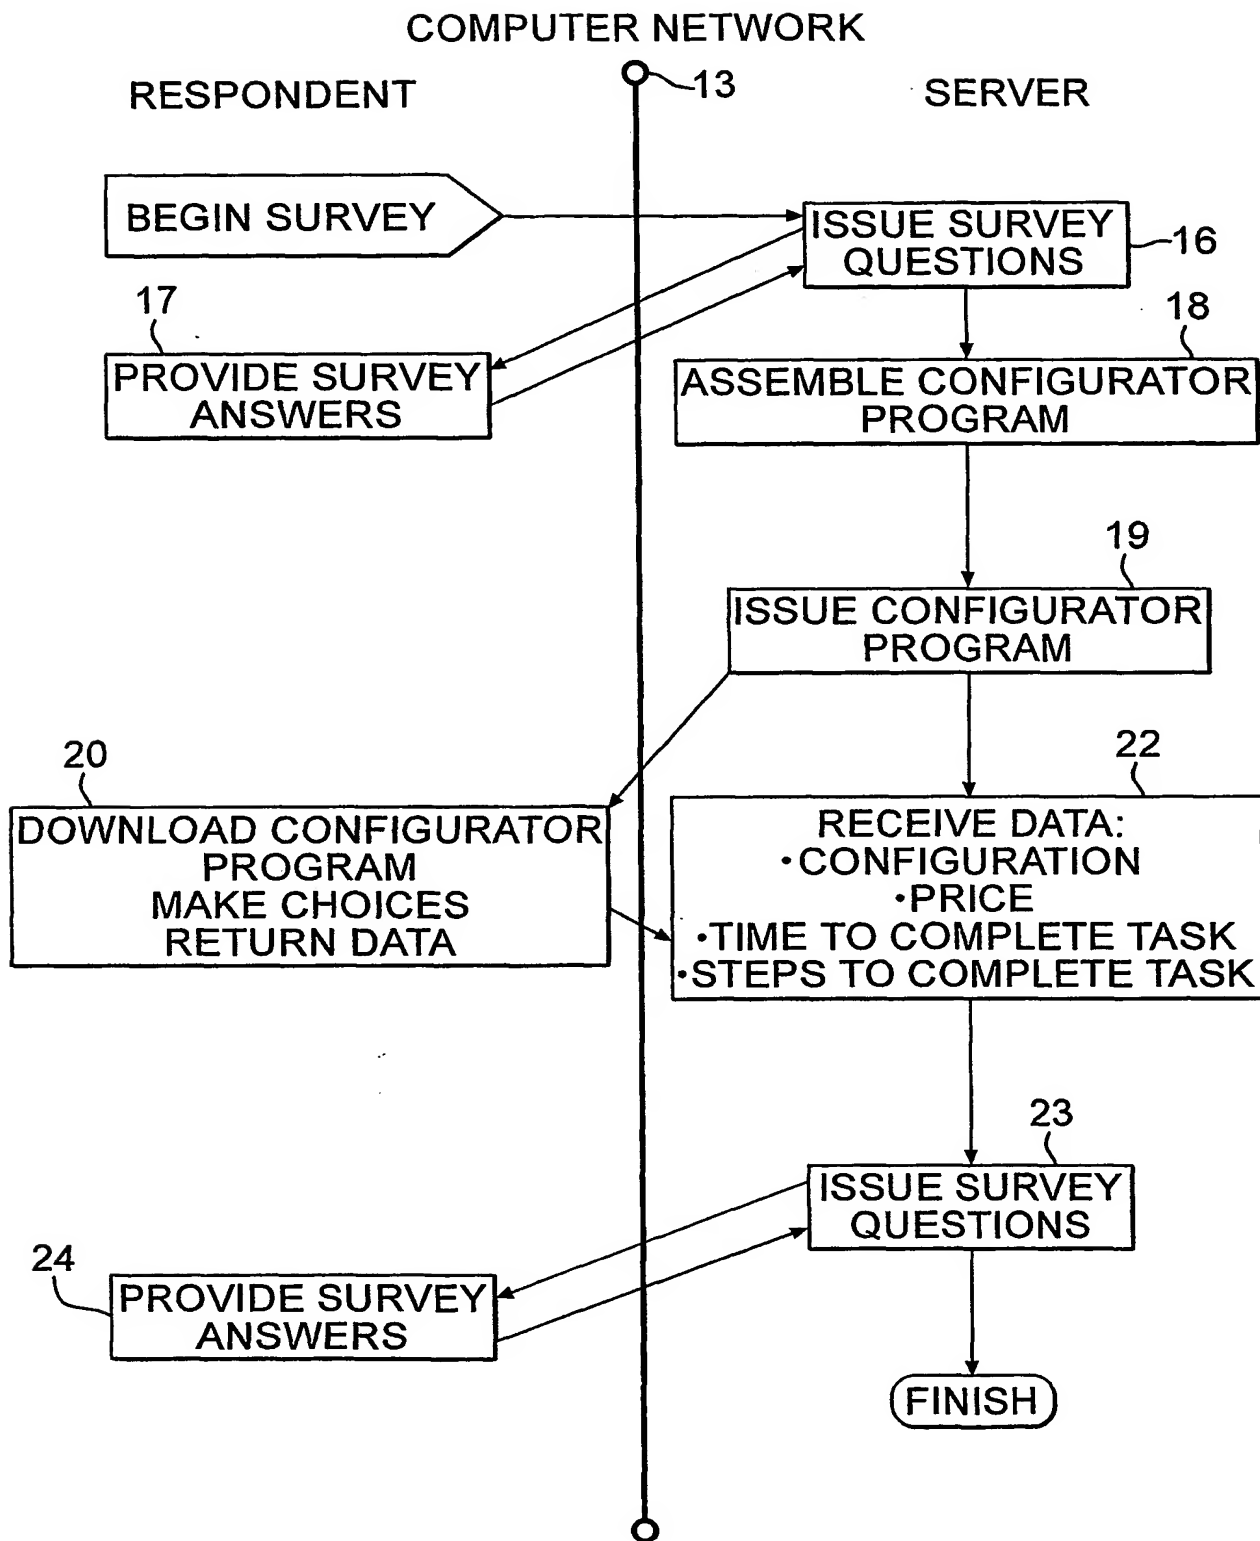 COMPUTER NETWORK
13
RESPONDENT
SERVER
BEGIN SURVEY
ISSUE SURVEY
QUESTIONS
16
17
PROVIDE SURVEY
ANSWERS
18
ASSEMBLE CONFIGURATOR
PROGRAM
19
ISSUE CONFIGURATOR
PROGRAM
20
DOWNLOAD CONFIGURATOR
PROGRAM
MAKE CHOICES
RETURN DATA
22
RECEIVE DATA:
•CONFIGURATION
•PRICE
•TIME TO COMPLETE TASK
•STEPS TO COMPLETE TASK
23
ISSUE SURVEY
QUESTIONS
24
PROVIDE SURVEY
ANSWERS
FINISH